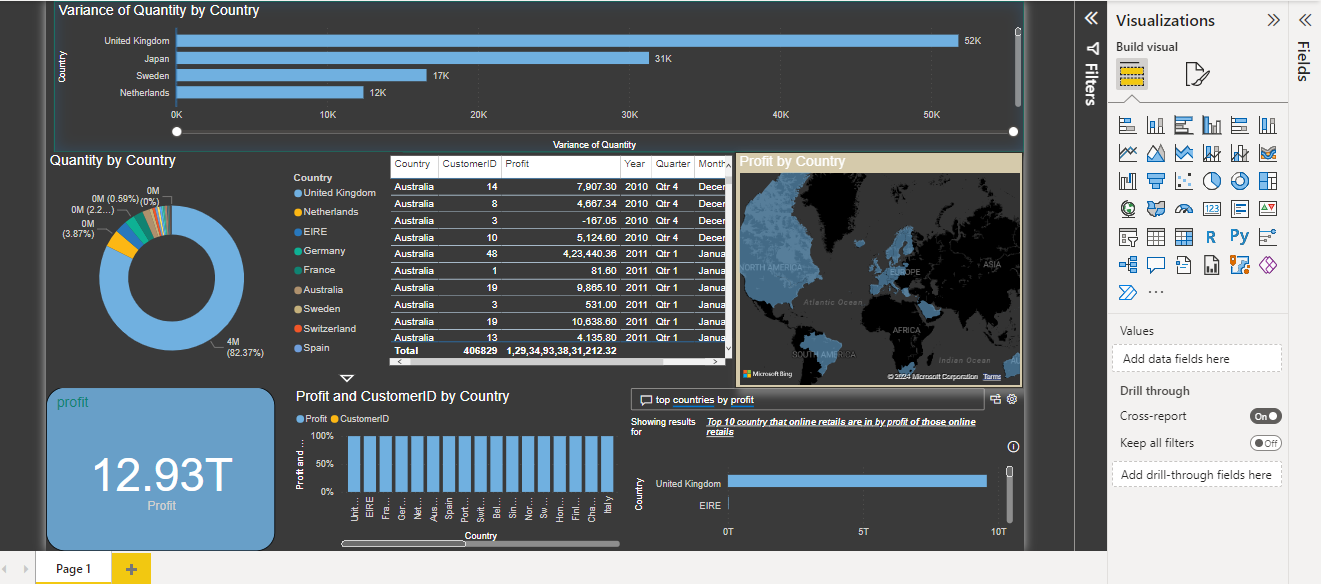 Variance of Quantity by Country
Country
United Kingdom 52K
Japan 31K
Sweden 17K
Netherlands 12K
0K 10K 20K 30K 40K 50K
Variance of Quantity
Quantity by Country
0M
0M (0.59%) (0%)
0M (2.2...)
0M
(3.87%)
4M
(82.37%)
Country
United Kingdom
Netherlands
EIRE
Germany
France
Australia
Sweden
Switzerland
Spain
Country CustomerID Profit Year Quarter Month
Australia 14 7,907.30 2010 Qtr 4 Decer
Australia 8 4,667.34 2010 Qtr 4 Decer
Australia 3 -167.05 2010 Qtr 4 Decer
Australia 10 5,124.60 2010 Qtr 4 Decer
Australia 48 4,23,440.36 2011 Qtr 1 Janua
Australia 1 81.60 2011 Qtr 1 Janua
Australia 19 9,865.10 2011 Qtr 1 Janua
Australia 3 531.00 2011 Qtr 1 Janua
Australia 19 10,638.60 2011 Qtr 1 Janua
Australia 13 4,135.80 2011 Qtr 1 Janua
Total 406829 1,29,34,93,38,31,212.32
Profit by Country
NORTH AMERICA
EUROPE
ASIA
Atlantic Ocean
AFRICA
SOUTH AMERICA
Indian Ocean
Microsoft Bing
© 2024 Microsoft Corporation Terms
profit
12.93T
Profit
Profit and CustomerID by Country
Profit CustomerID
Profit and ...
100%
50%
0%
Unit... EIRE Fra... Ger... Net... Aus... Spain Port... Swit... Bel... Sin... Nor... Sw... Hon... Finl... Cha... Italy
Country
top countries by profit
Showing results for
Top 10 country that online retails are in by profit of those online retails
Country
United Kingdom
EIRE
0T 5T 10T
Page 1
Filters
Visualizations
Build visual
123
R Py
Values
Add data fields here
Drill through
Cross-report On
Keep all filters Off
Add drill-through fields here
Fields